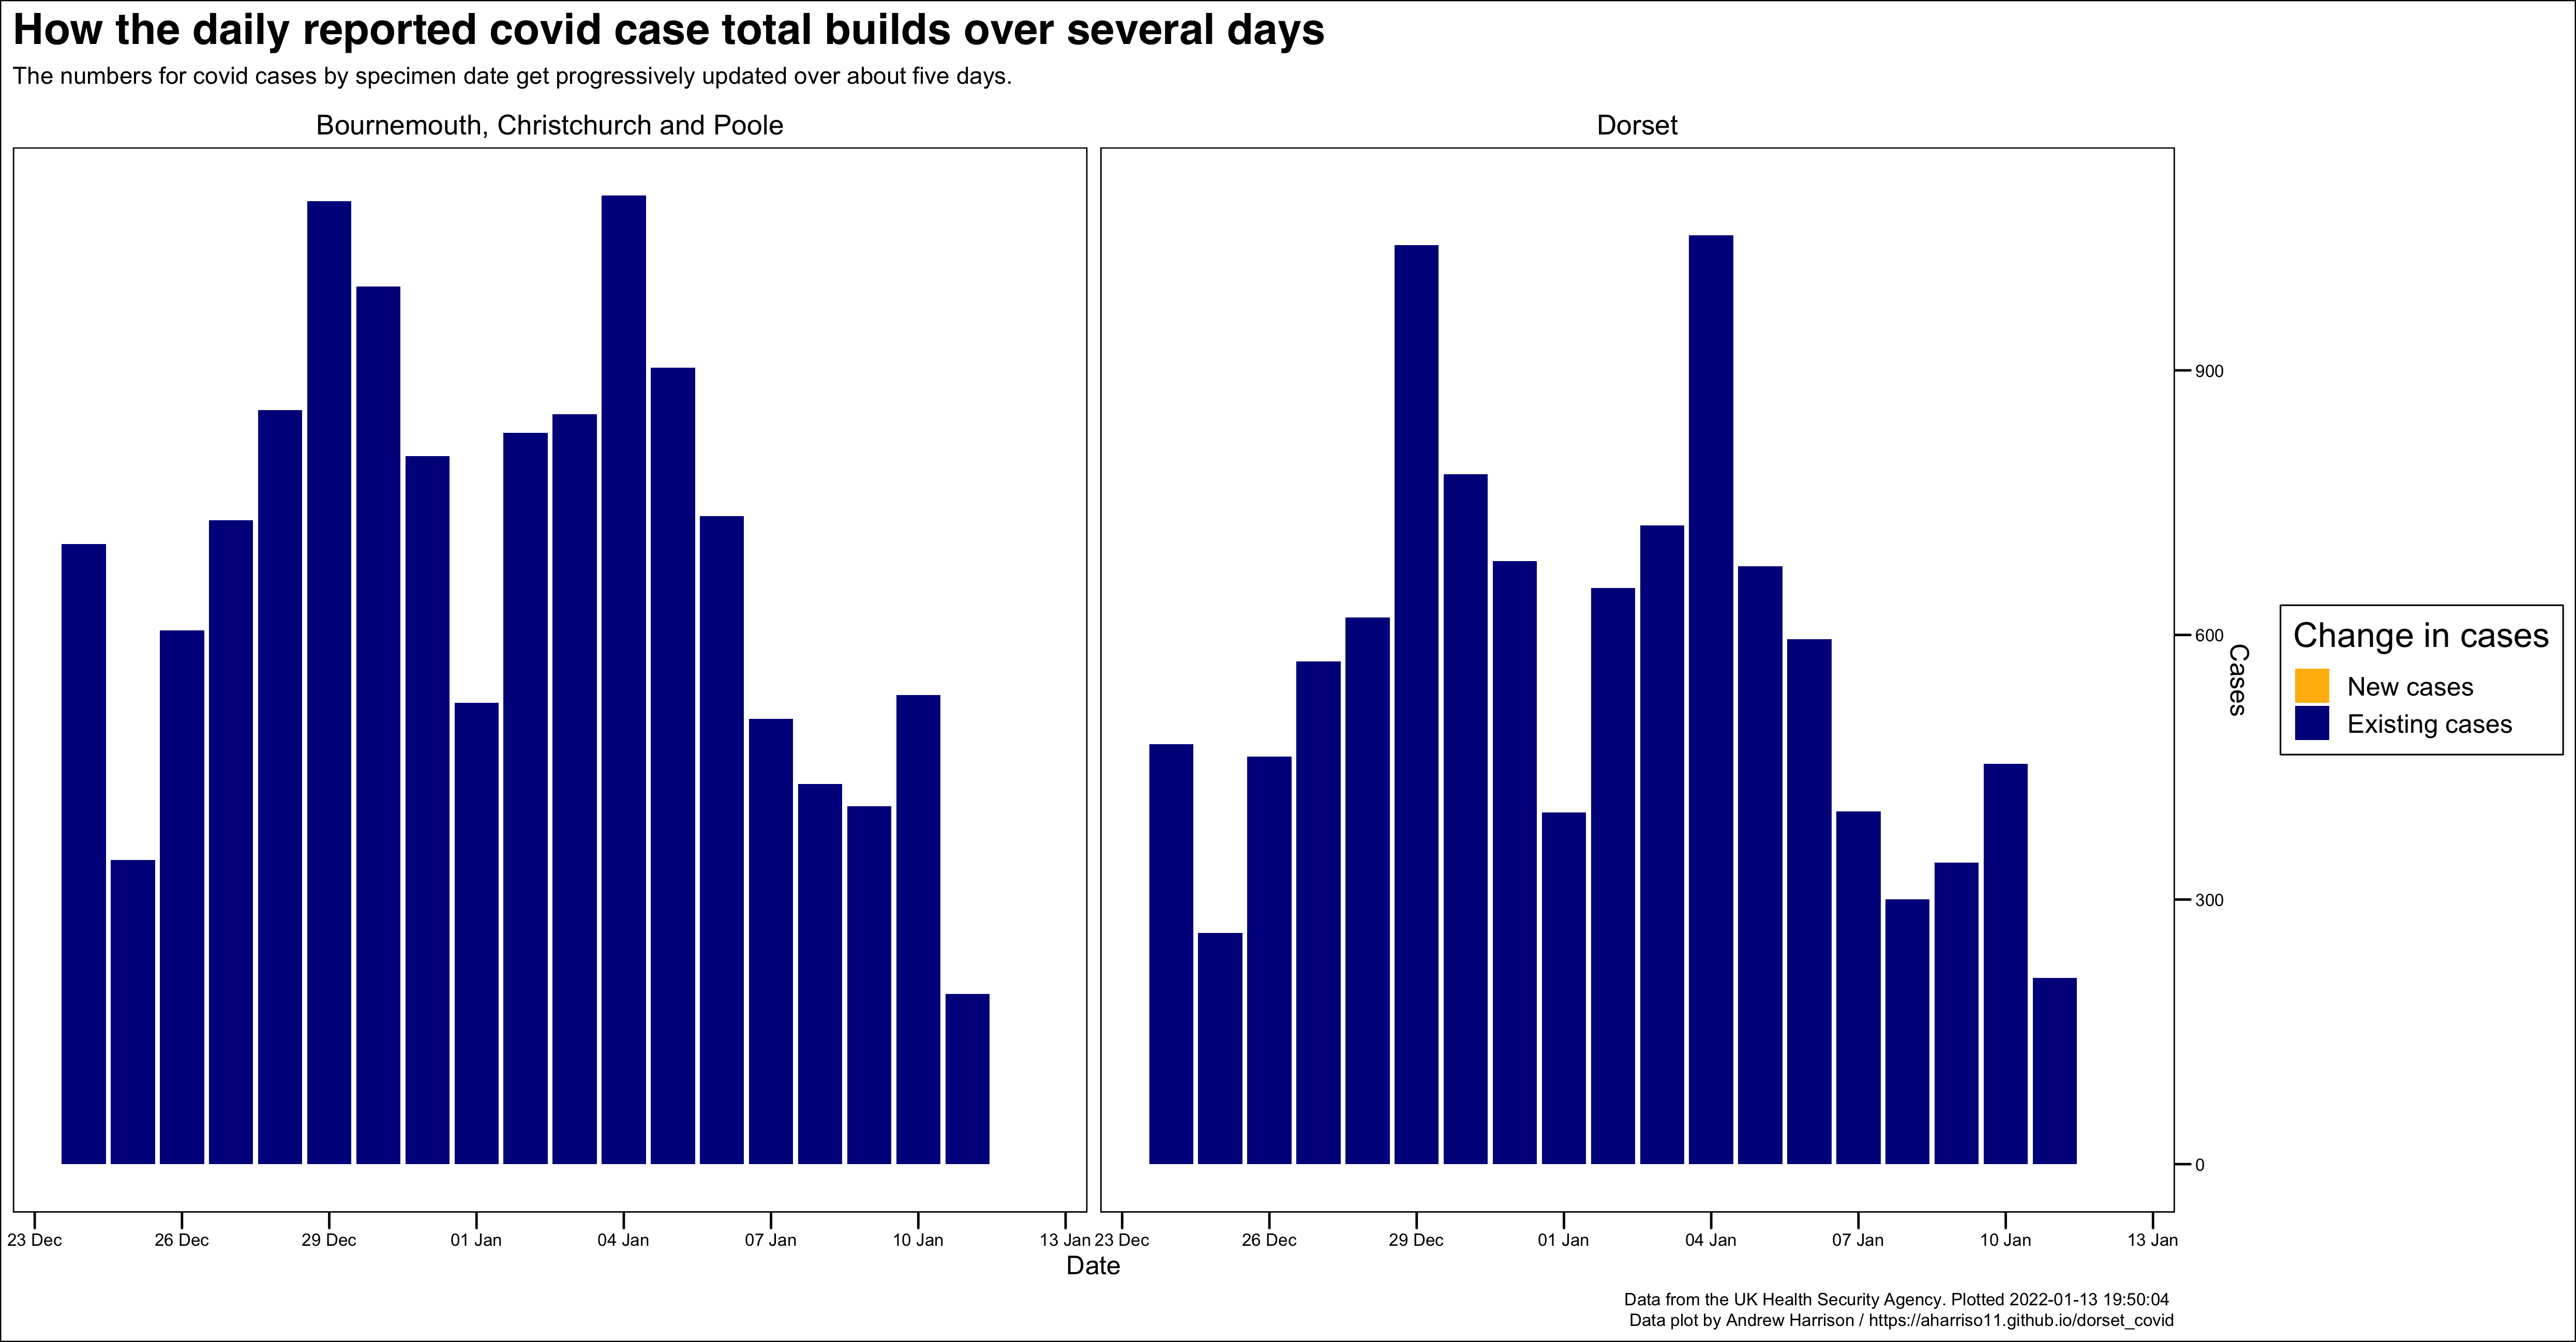 How the daily reported covid case total builds over several days
The numbers for covid cases by specimen date get progressively updated over about five days.
Bournemouth, Christchurch and Poole
Dorset
900
600
300
0
Cases
Change in cases
New cases
Existing cases
23 Dec 26 Dec 29 Dec 01 Jan 04 Jan 07 Jan 10 Jan 13 Jan 23 Dec 26 Dec 29 Dec 01 Jan 04 Jan 07 Jan 10 Jan 13 Jan
Date
Data from the UK Health Security Agency. Plotted 2022-01-13 19:50:04
Data plot by Andrew Harrison / https://aharriso11.github.io/dorset_covid